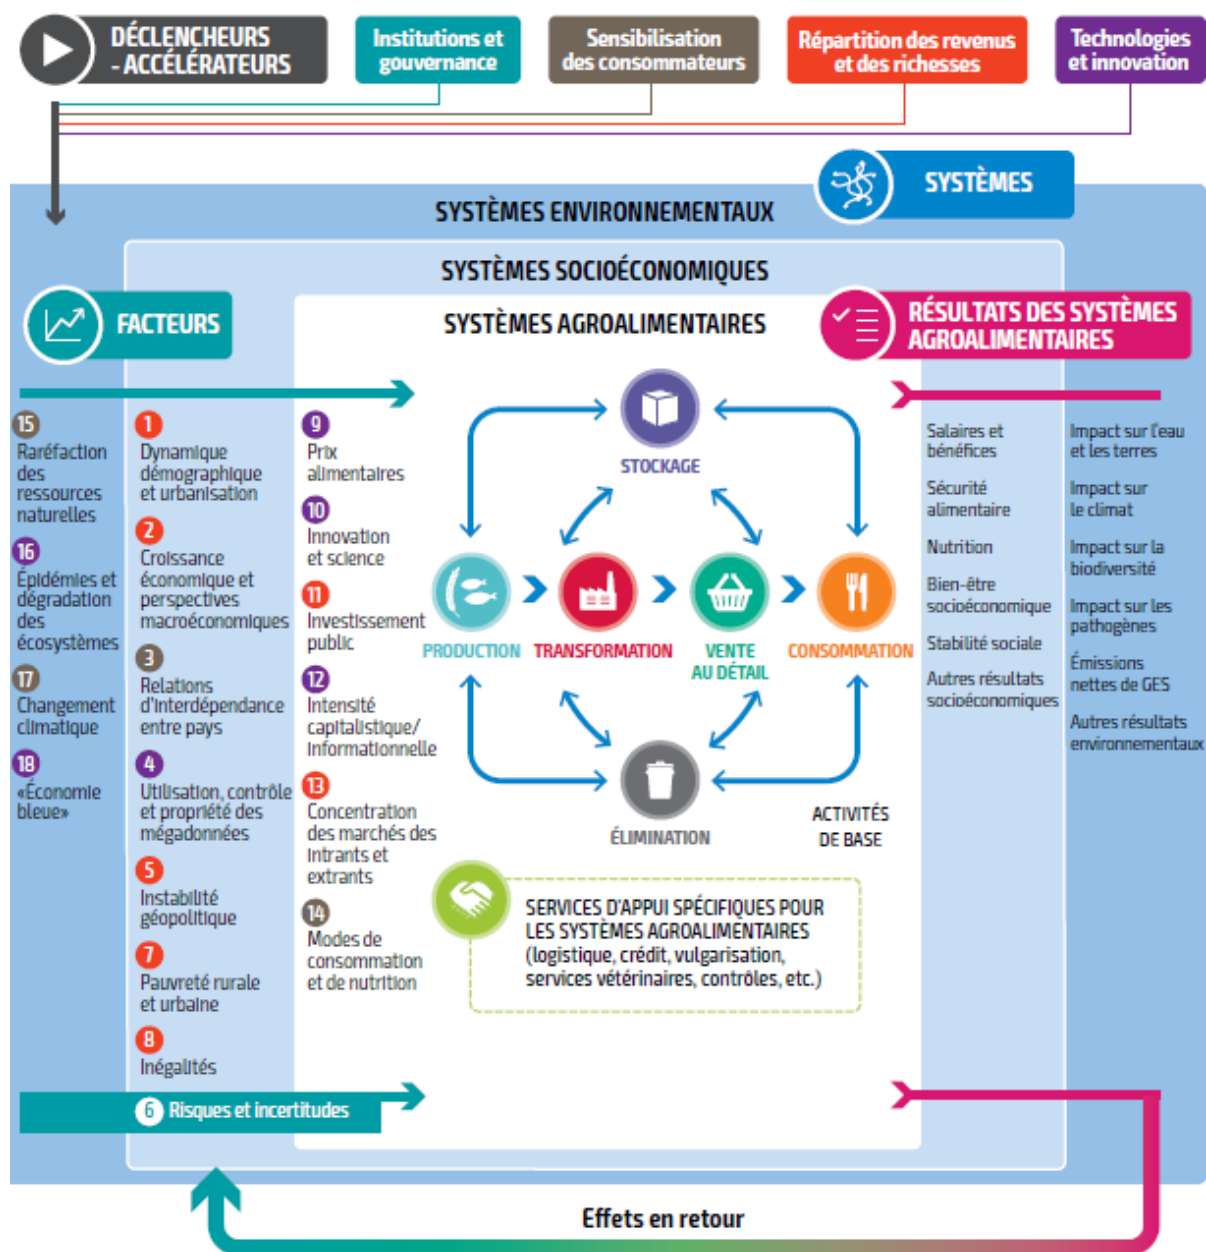 DÉCLENCHEURS
- ACCÉLÉRATEURS
Institutions et
gouvernance
Sensibilisation
des consommateurs
Répartition des revenus
et des richesses
Technologies
et innovation
SYSTÈMES
SYSTÈMES ENVIRONNEMENTAUX
SYSTÈMES SOCIOÉCONOMIQUES
SYSTÈMES AGROALIMENTAIRES
FACTEURS
RÉSULTATS DES SYSTÈMES
AGROALIMENTAIRES
15
Raréfaction
des
ressources
naturelles
16
Épidémies et
dégradation
des
écosystèmes
17
Changement
climatique
18
«Économie
bleue»
1
Dynamique
démographique
et urbanisation
2
Croissance
économique et
perspectives
macroéconomiques
3
Relations
d'interdépendance
entre pays
4
Utilisation, contrôle
et propriété des
mégadonnées
5
Instabilité
géopolitique
7
Pauvreté rurale
et urbaine
8
Inégalités
6 Risques et incertitudes
9
Prix
alimentaires
10
Innovation
et science
11
Investissement
public
12
Intensité
capitalistique/
informationnelle
13
Concentration
des marchés des
intrants et
extrants
14
Modes de
consommation
et de nutrition
STOCKAGE
PRODUCTION
TRANSFORMATION
VENTE
AU DÉTAIL
CONSOMMATION
ÉLIMINATION
ACTIVITÉS
DE BASE
SERVICES D'APPUI SPÉCIFIQUES POUR
LES SYSTÈMES AGROALIMENTAIRES
(logistique, crédit, vulgarisation,
services vétérinaires, contrôles, etc.)
Salaires et
bénéfices
Sécurité
alimentaire
Nutrition
Bien-être
socioéconomique
Stabilité sociale
Autres résultats
socioéconomiques
Impact sur l'eau
et les terres
Impact sur
le climat
Impact sur la
biodiversité
Impact sur les
pathogènes
Émissions
nettes de GES
Autres résultats
environnementaux
Effets en retour